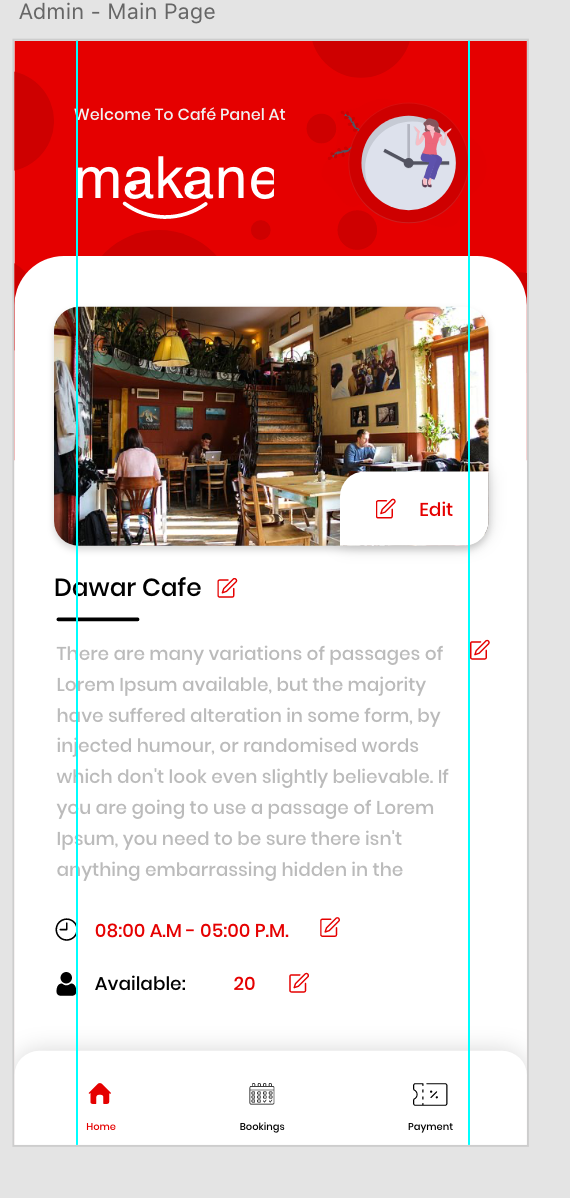 Admin - Main Page
Welcome To Café Panel At
makane
Edit
Dawar Cafe
There are many variations of passages of
Lorem Ipsum available, but the majority
have suffered alteration in some form, by
injected humour, or randomised words
which don't look even slightly believable. If
you are going to use a passage of Lorem
Ipsum, you need to be sure there isn't
anything embarrassing hidden in the
08:00 A.M - 05:00 P.M.
Available: 20
Home Bookings Payment